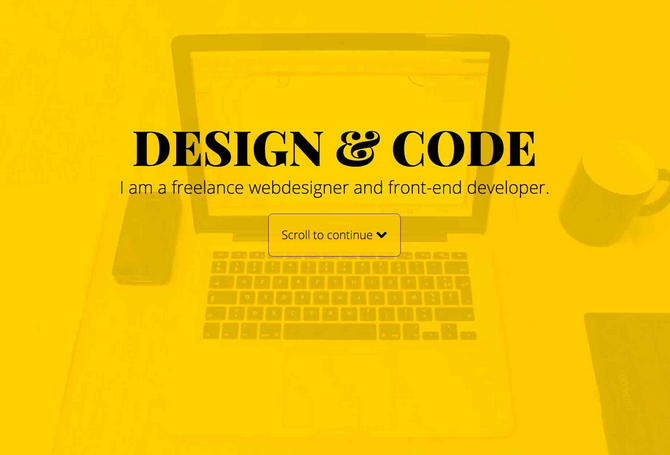 DESIGN & CODE
I am a freelance webdesigner and front-end developer.
Scroll to continue